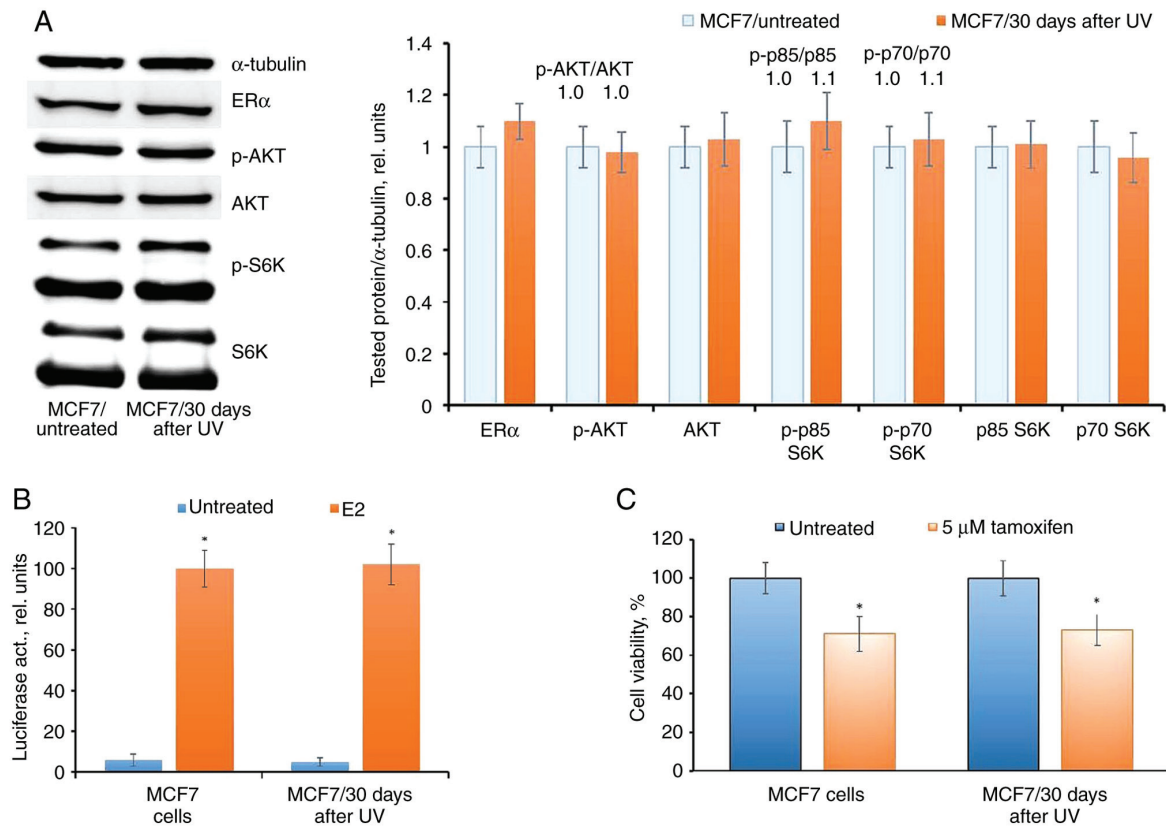 A
α-tubulin
ERα
p-AKT
AKT
p-S6K
S6K
MCF7/ MCF7/30 days
untreated after UV
MCF7/untreated MCF7/30 days after UV
Tested protein/α-tubulin, rel. units
1.4
1.2
1
0.8
0.6
0.4
0.2
0
p-AKT/AKT
1.0 1.0
p-p85/p85
1.0 1.1
p-p70/p70
1.0 1.1
ERα p-AKT AKT p-p85 p-p70 p85 S6K p70 S6K
S6K S6K
B
Untreated E2
Luciferase act., rel. units
120
100
80
60
40
20
0
* *
MCF7 MCF7/30 days
cells after UV
C
Untreated 5 μM tamoxifen
Cell viability, %
120
100
80
60
40
20
0
* *
MCF7 cells MCF7/30 days
after UV